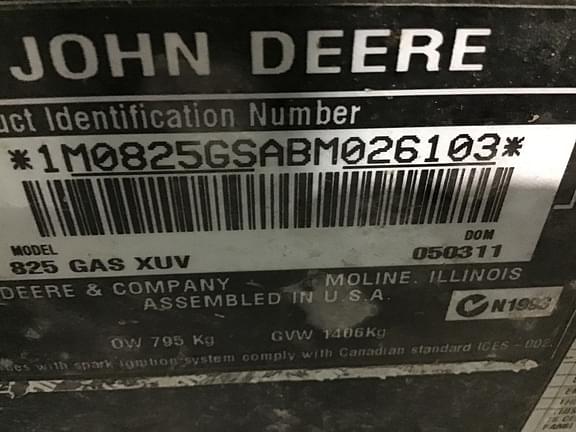 JOHN DEERE
uct Identification Number
*1M0825GSABM026103*
MODEL DOM
825 GAS XUV 050311
DEERE & COMPANY MOLINE, ILLINOIS
ASSEMBLED IN U.S.A.
N1993
OW 795 Kg GVW 1406Kg
ces with spark ignition system comply with Canadian standard ICES-002.